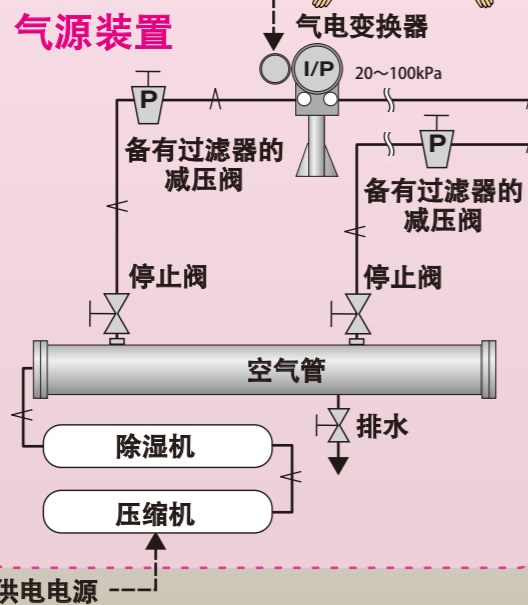 气源装置
气电变换器
I/P
20～100kPa
P
备有过滤器的
减压阀
P
备有过滤器的
减压阀
停止阀
停止阀
空气管
排水
除湿机
压缩机
供电电源